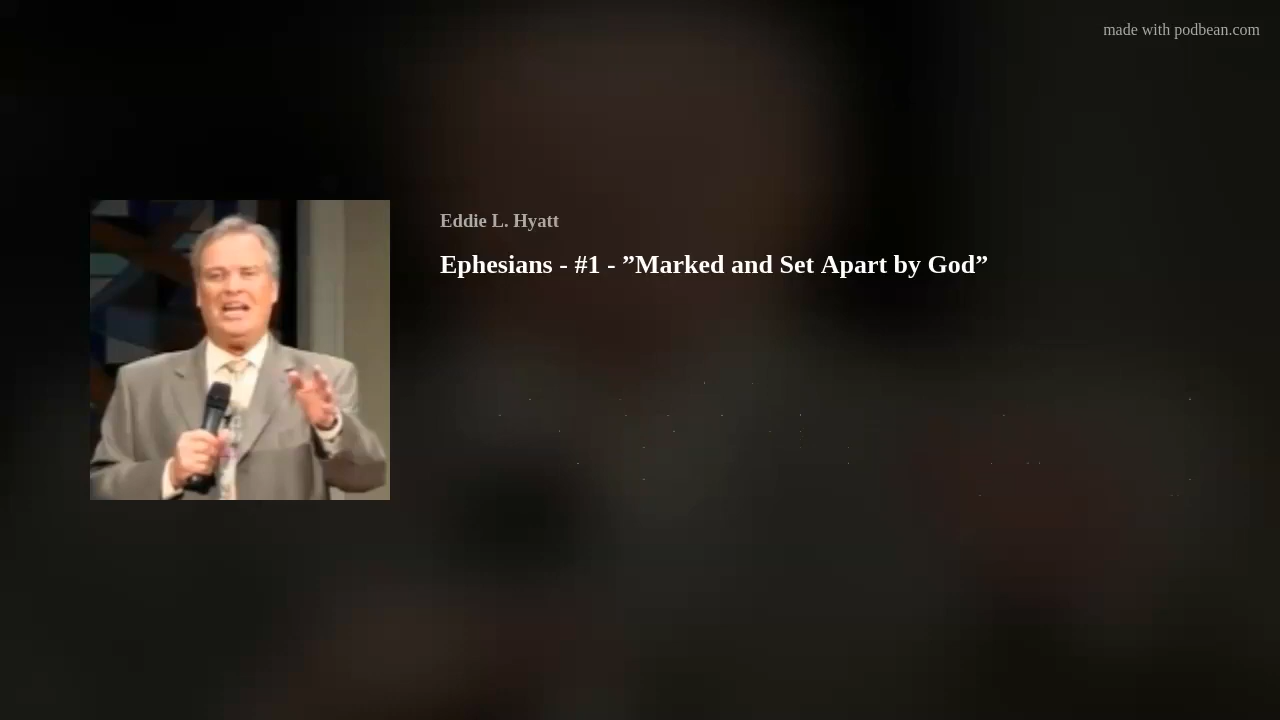 made with podbean.com
Eddie L. Hyatt
Ephesians - #1 - ”Marked and Set Apart by God”